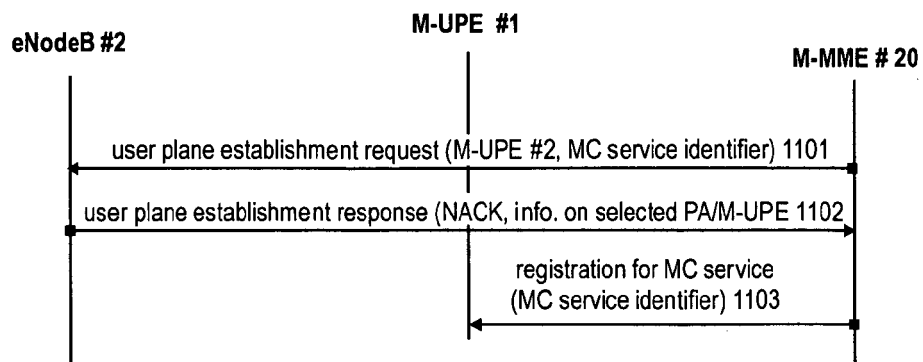 eNodeB #2
M-UPE #1
M-MME # 20
user plane establishment request (M-UPE #2, MC service identifier) 1101
user plane establishment response (NACK, info. on selected PA/M-UPE 1102
registration for MC service
(MC service identifier) 1103